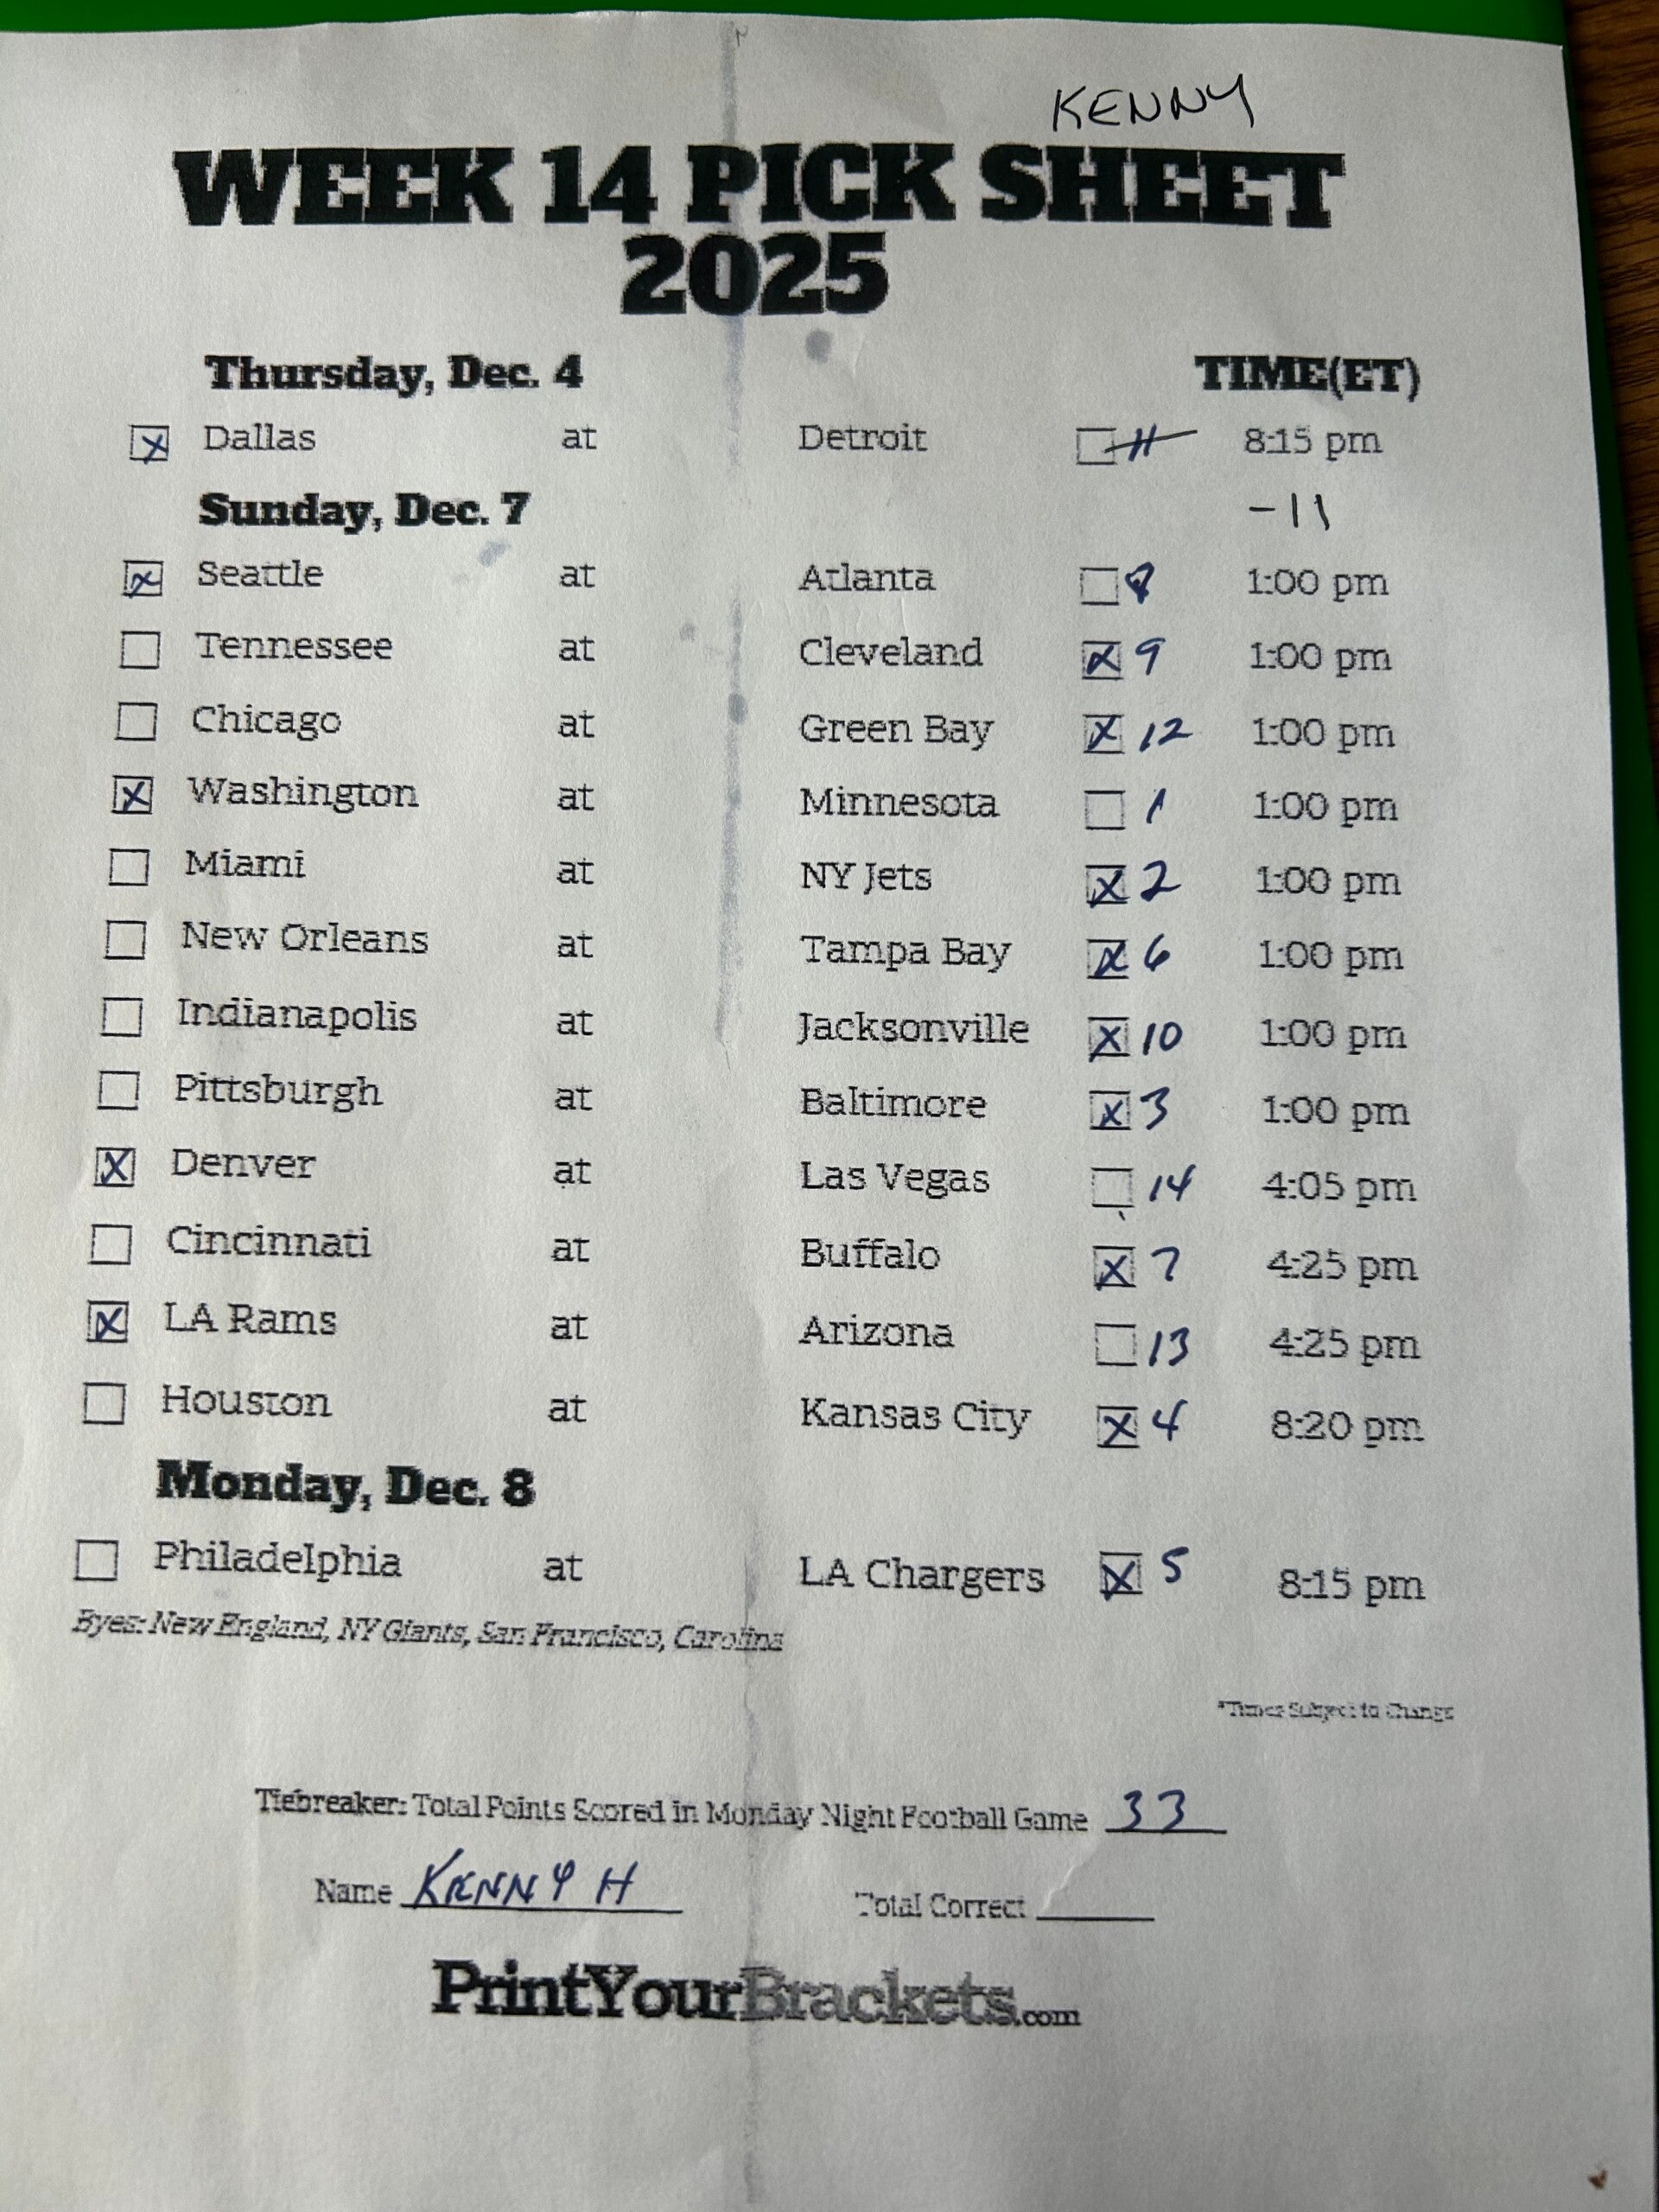 KENNY
WEEK 14 PICK SHEET
2025
Thursday, Dec. 4 TIME(ET)
X Dallas at Detroit 11 8:15 pm
Sunday, Dec. 7 -11
X Seattle at Atlanta 8 1:00 pm
Tennessee at Cleveland X 9 1:00 pm
Chicago at Green Bay X 12 1:00 pm
X Washington at Minnesota 1 1:00 pm
Miami at NY Jets X 2 1:00 pm
New Orleans at Tampa Bay X 6 1:00 pm
Indianapolis at Jacksonville X 10 1:00 pm
Pittsburgh at Baltimore X 3 1:00 pm
X Denver at Las Vegas 14 4:05 pm
Cincinnati at Buffalo X 7 4:25 pm
X LA Rams at Arizona 13 4:25 pm
Houston at Kansas City X 4 8:20 pm
Monday, Dec. 8
Philadelphia at LA Chargers X 5 8:15 pm
Byes: New England, NY Giants, San Francisco, Carolina
*Times Subject to Change
Tiebreaker: Total Points Scored in Monday Night Football Game 33
Name KENNY H Total Correct
PrintYourBrackets.com